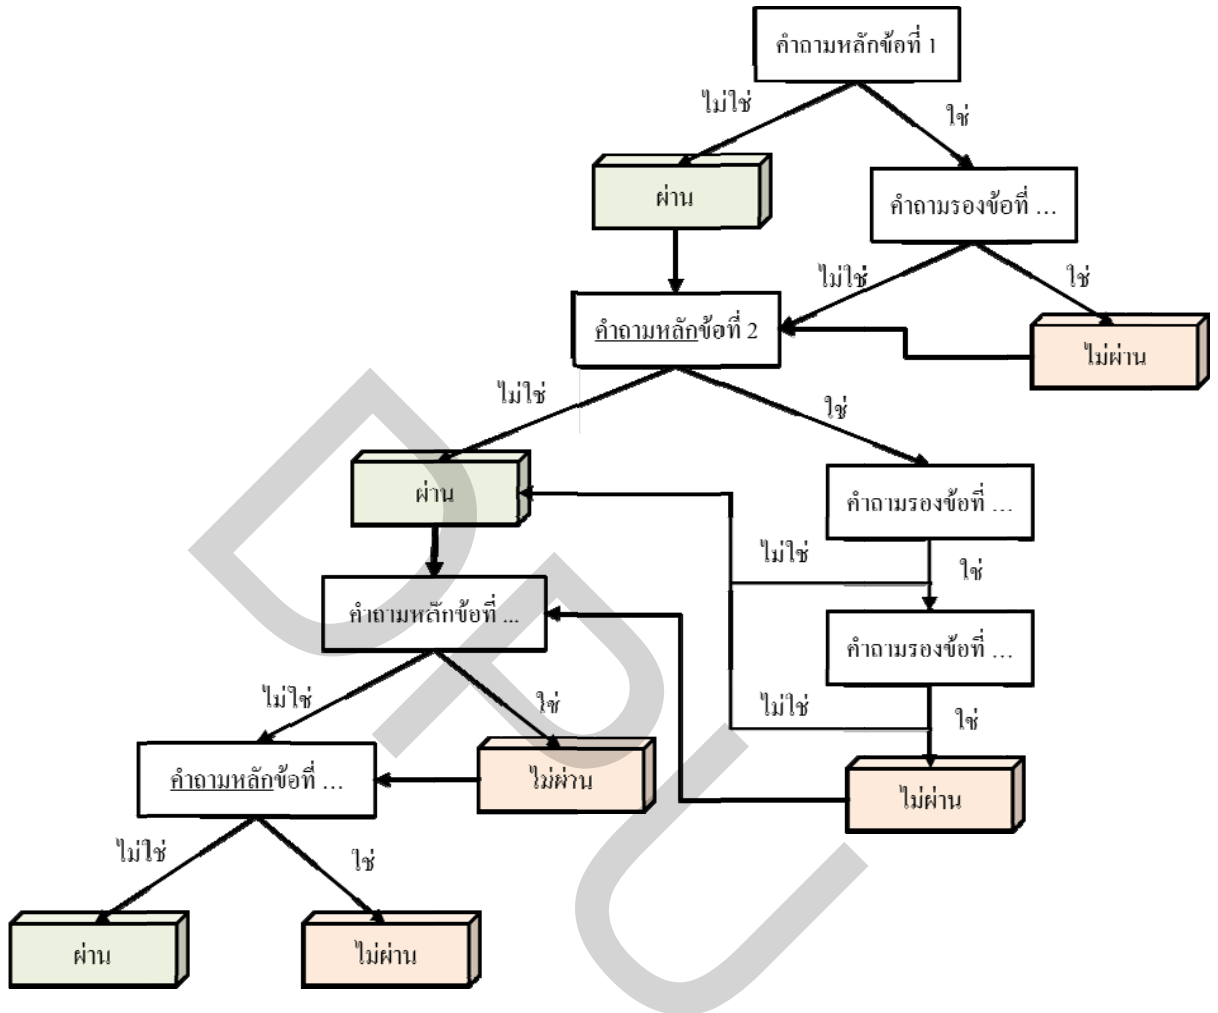 คำถามหลักข้อที่ 1
ไม่ใช่
ใช่
ผ่าน
คำถามรองข้อที่ ...
ไม่ใช่
ใช่
คำถามหลักข้อที่ 2
ไม่ผ่าน
ไม่ใช่
ใช่
ผ่าน
คำถามรองข้อที่ ...
ไม่ใช่
ใช่
คำถามหลักข้อที่ ...
คำถามรองข้อที่ ...
ไม่ใช่
ใช่
ไม่ใช่
ใช่
คำถามหลักข้อที่ ...
ไม่ผ่าน
ไม่ผ่าน
ไม่ใช่
ใช่
ผ่าน
ไม่ผ่าน
DPU